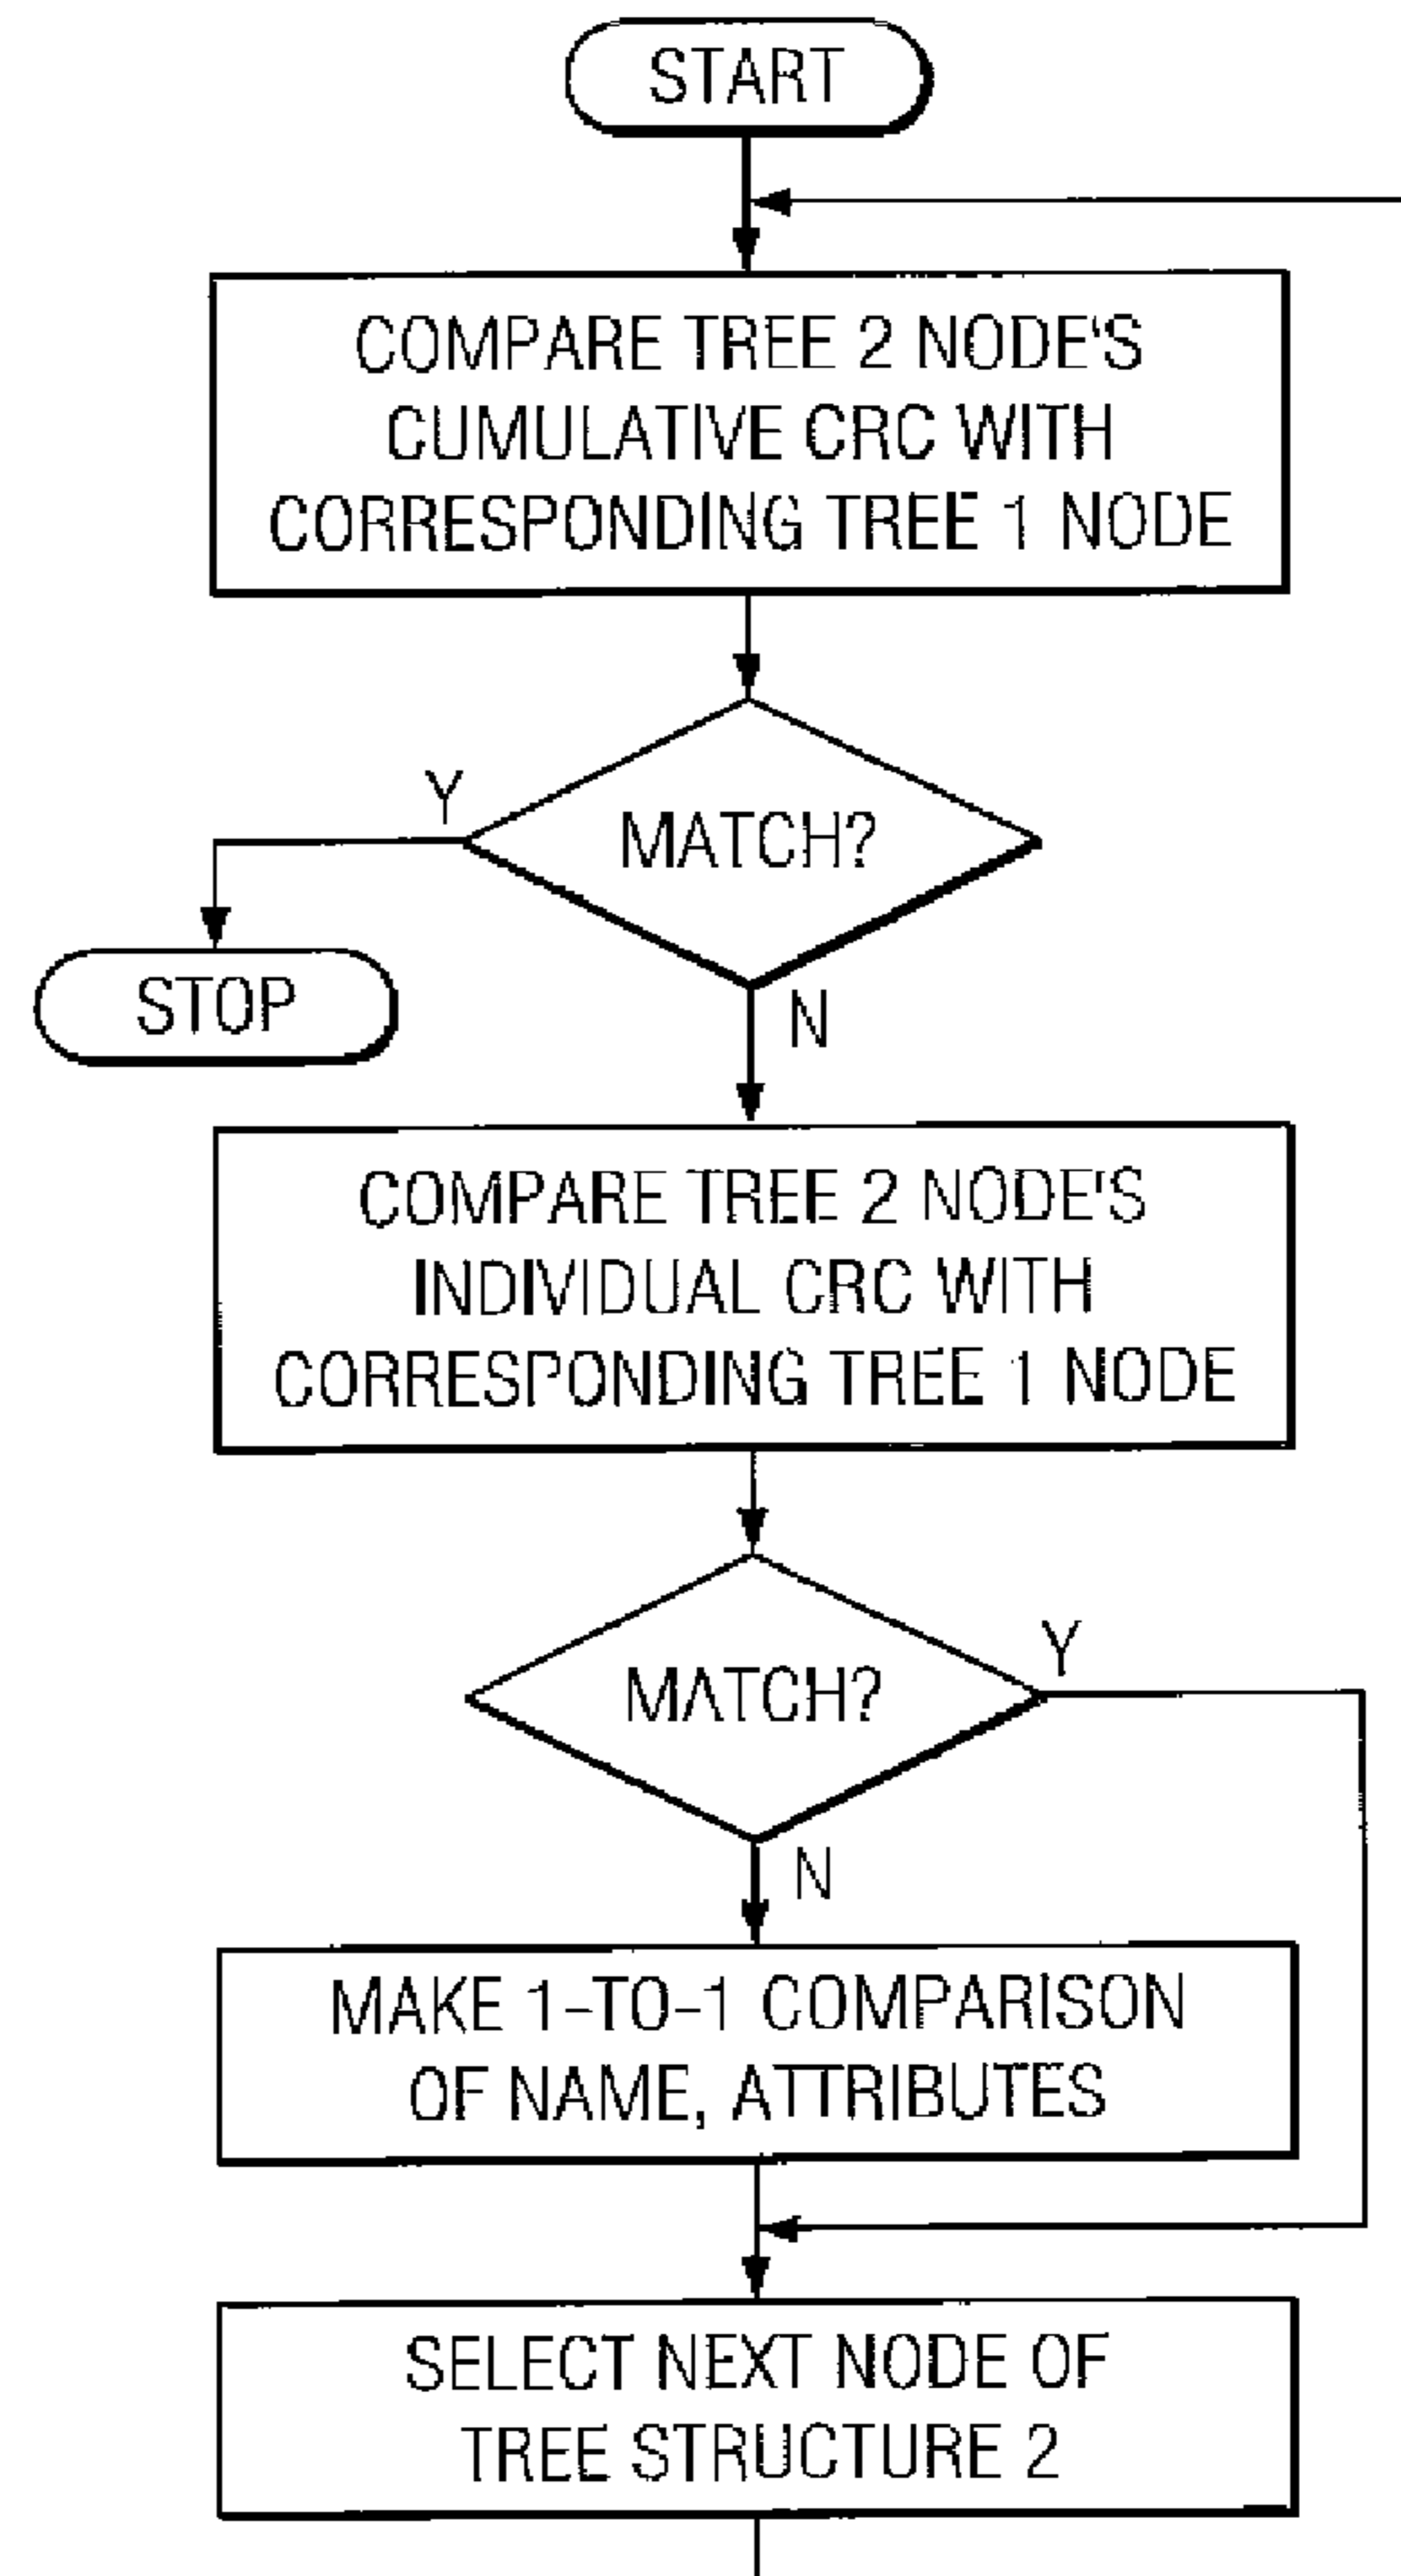 START
COMPARE TREE 2 NODE'S
CUMULATIVE CRC WITH
CORRESPONDING TREE 1 NODE
Y
MATCH?
STOP
N
COMPARE TREE 2 NODE'S
INDIVIDUAL CRC WITH
CORRESPONDING TREE 1 NODE
Y
MATCH?
N
MAKE 1-TO-1 COMPARISON
OF NAME, ATTRIBUTES
SELECT NEXT NODE OF
TREE STRUCTURE 2